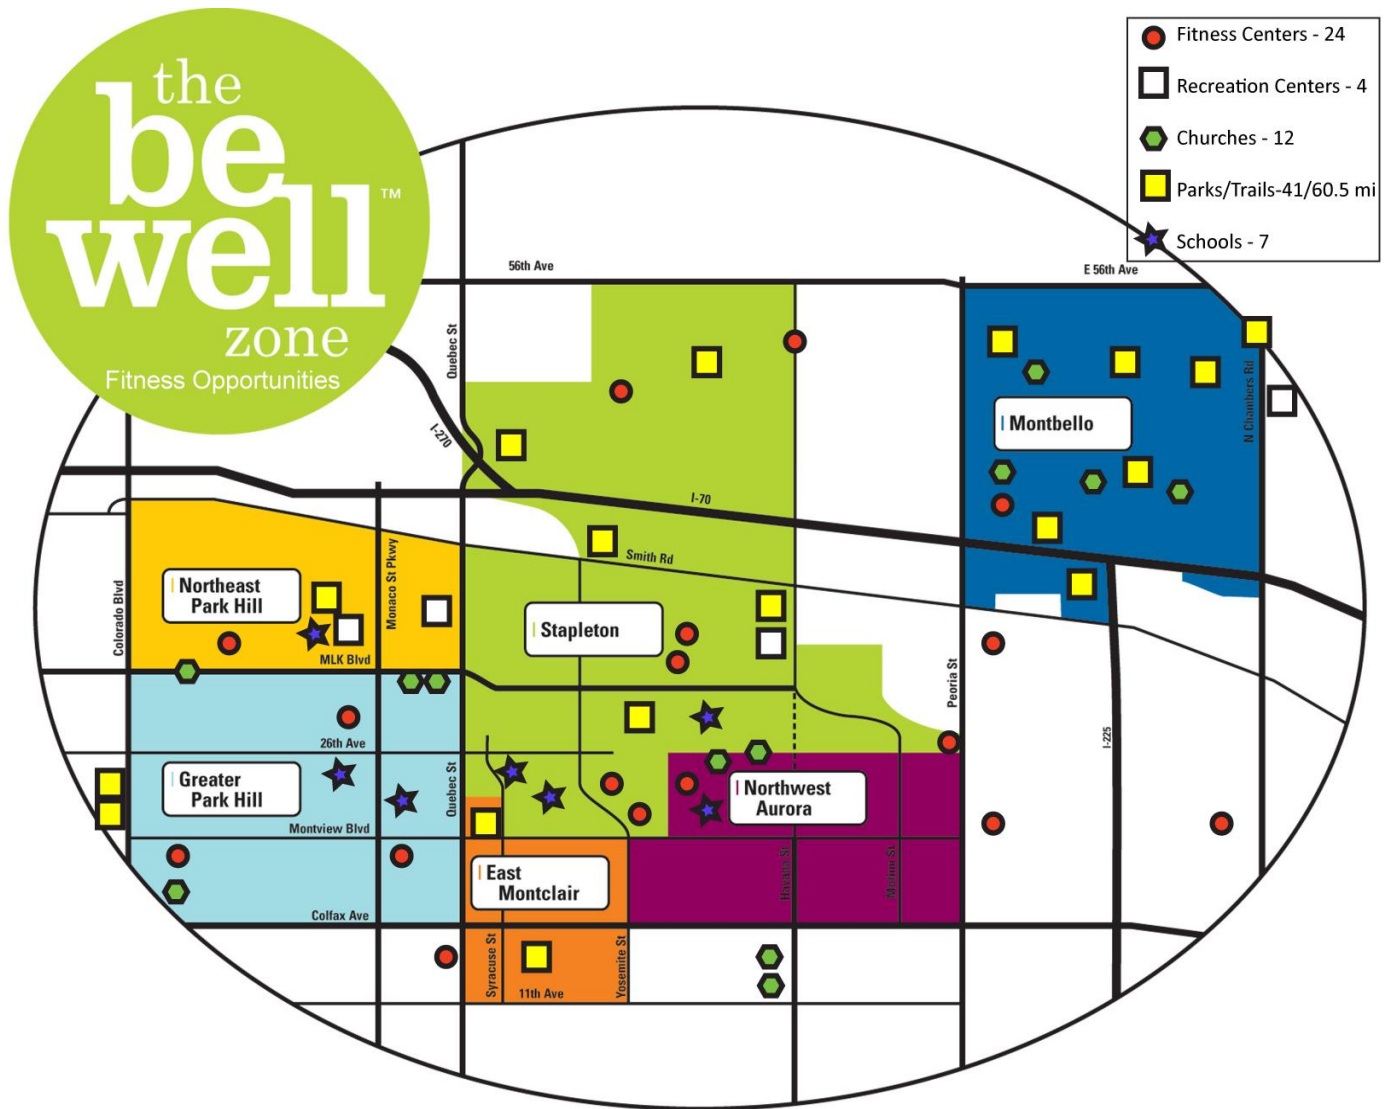 the
be
well™
zone
Fitness Opportunities
Fitness Centers - 24
Recreation Centers - 4
Churches - 12
Parks/Trails-41/60.5 mi
Schools - 7
56th Ave
E 56th Ave
Quebec St
I-270
N Chambers Rd
Montbello
I-70
Smith Rd
Colorado Blvd
Northeast
Park Hill
Monaco St Pkwy
MLK Blvd
Stapleton
Peoria St
I-225
26th Ave
Greater
Park Hill
Quebec St
Montview Blvd
Northwest
Aurora
East
Montclair
Havana St
Colfax Ave
Syracuse St
11th Ave
Yosemite St